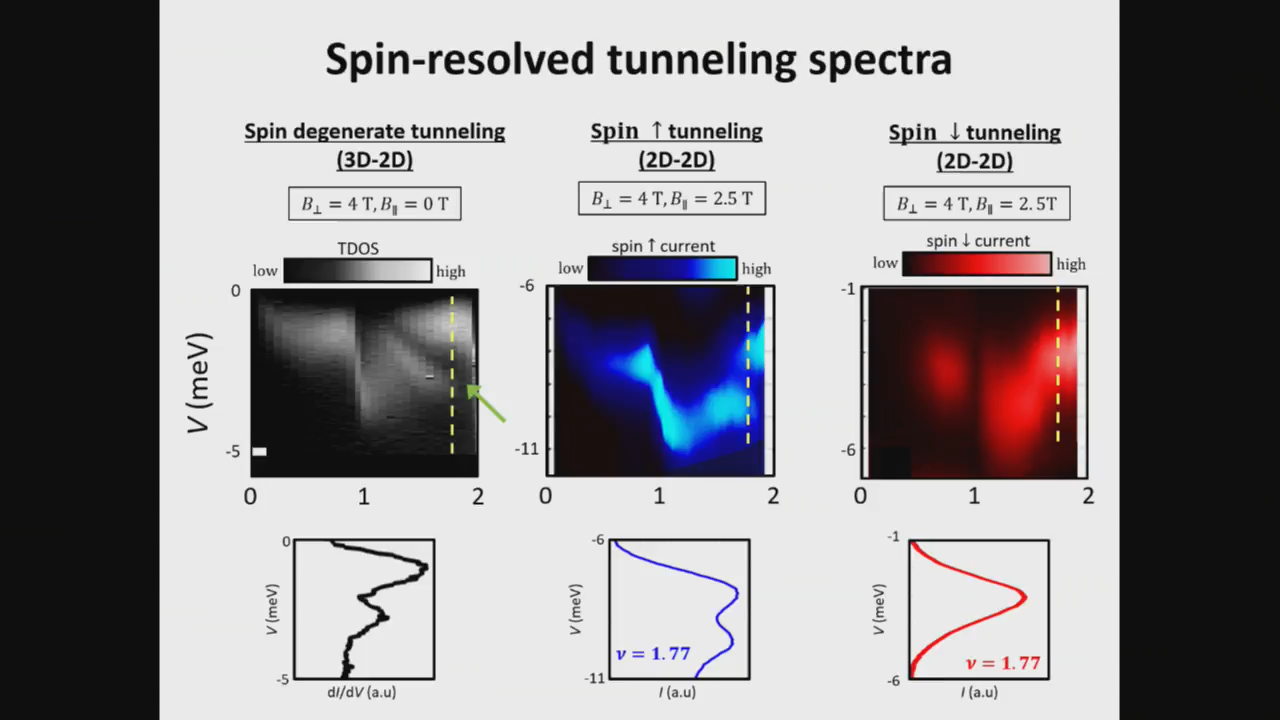 Spin-resolved tunneling spectra
Spin degenerate tunneling
(3D-2D)
B⊥ = 4 T, B∥ = 0 T
TDOS
low high
0
V (meV)
-5
0 1 2
Spin ↑ tunneling
(2D-2D)
B⊥ = 4 T, B∥ = 2.5 T
spin ↑ current
low high
-6
-11
0 1 2
Spin ↓ tunneling
(2D-2D)
B⊥ = 4 T, B∥ = 2.5T
spin ↓ current
low high
-1
-6
0 1 2
0
V (meV)
-5
dI/dV (a.u)
-6
V (meV)
ν = 1.77
-11
I (a.u)
-1
V (meV)
ν = 1.77
-6
I (a.u)